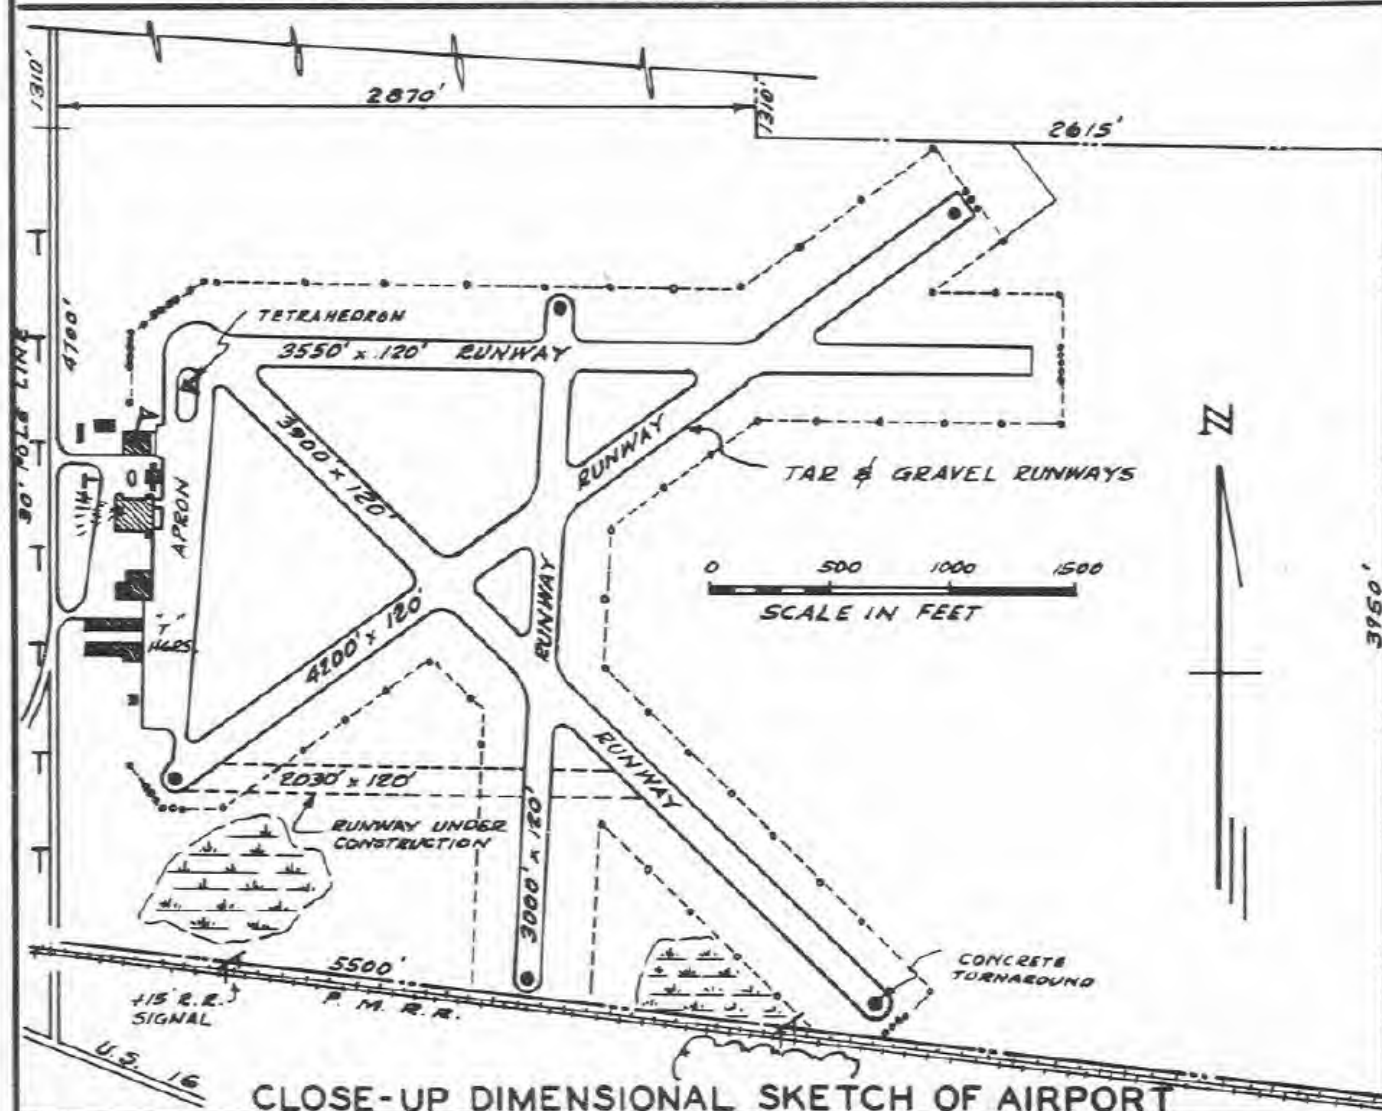 1310'
2870'
1310'
2615'
TETRAHEDRON
3550' x 120' RUNWAY
4700'
30' POLE LINE
3900 x 120'
RUNWAY
TAR & GRAVEL RUNWAYS
N
APRON
0 500 1000 1500
SCALE IN FEET
RUNWAY
4200' x 120'
"T"
HGRS.
3950'
RUNWAY
2030' x 120'
RUNWAY UNDER
CONSTRUCTION
3000' x 120'
CONCRETE
TURNAROUND
5500'
P. M. R. R.
+15' R.R.
SIGNAL
U.S. 16
CLOSE-UP DIMENSIONAL SKETCH OF AIRPORT